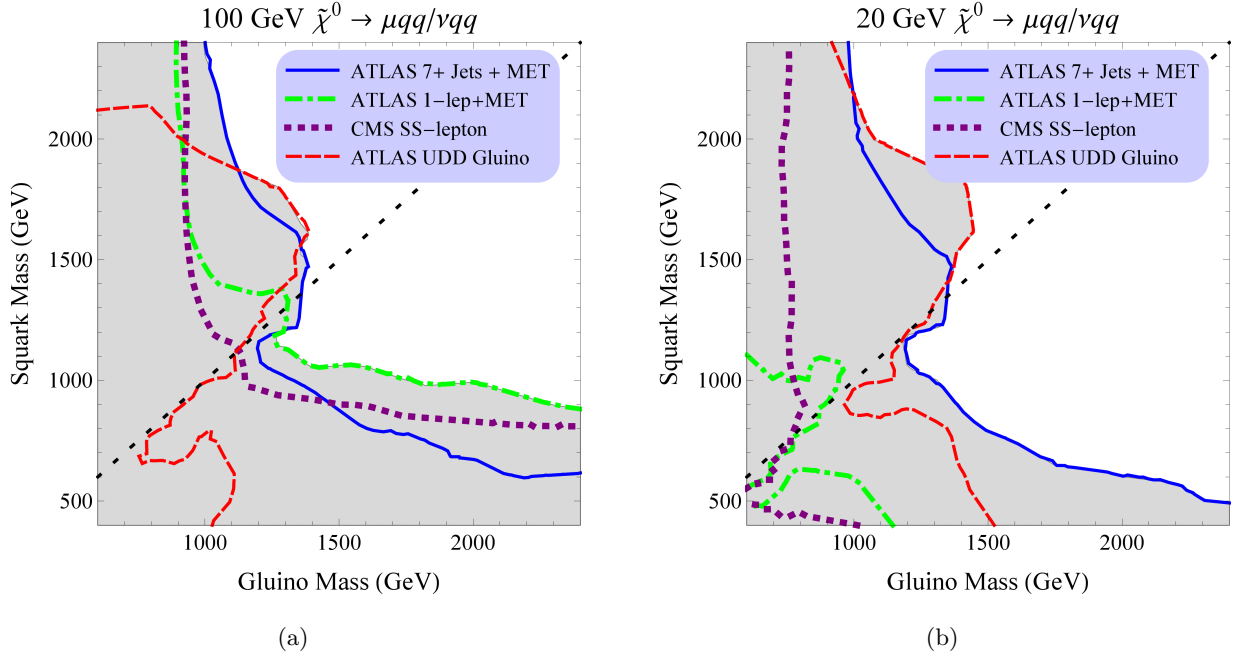 100 GeV χ̃⁰ → μqq/νqq
ATLAS 7+ Jets + MET
ATLAS 1-lep+MET
CMS SS-lepton
ATLAS UDD Gluino
Squark Mass (GeV)
2000
1500
1000
500
1000 1500 2000
Gluino Mass (GeV)
(a)
20 GeV χ̃⁰ → μqq/νqq
ATLAS 7+ Jets + MET
ATLAS 1-lep+MET
CMS SS-lepton
ATLAS UDD Gluino
Squark Mass (GeV)
2000
1500
1000
500
1000 1500 2000
Gluino Mass (GeV)
(b)